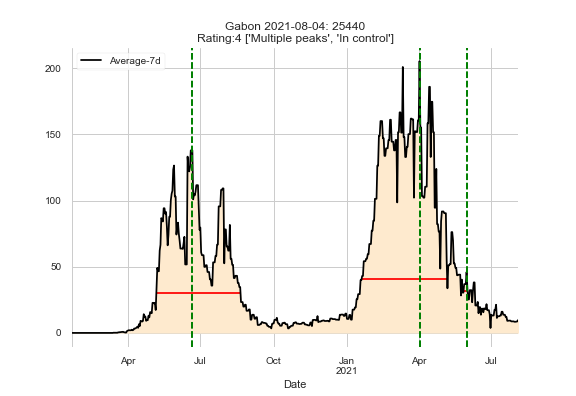 Gabon 2021-08-04: 25440
Rating:4 ['Multiple peaks', 'In control']
Average-7d
200
150
100
50
0
Apr Jul Oct Jan Apr Jul
2021
Date